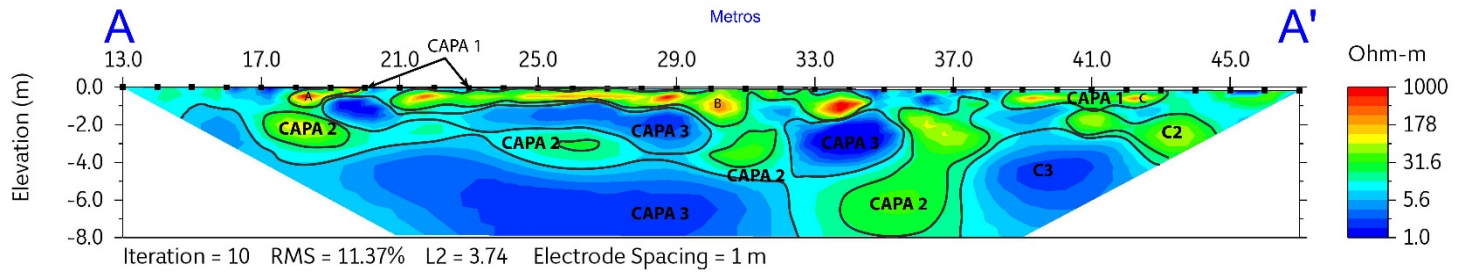 A Metros A'
CAPA 1
13.0 17.0 21.0 25.0 29.0 33.0 37.0 41.0 45.0 Ohm-m
Elevation (m)
0.0 A B CAPA 1 C 1000
-2.0 CAPA 2 CAPA 3 C2 178
-4.0 CAPA 2 CAPA 3 C3 31.6
CAPA 2
-6.0 CAPA 3 CAPA 2 5.6
-8.0 1.0
Iteration = 10 RMS = 11.37% L2 = 3.74 Electrode Spacing = 1 m